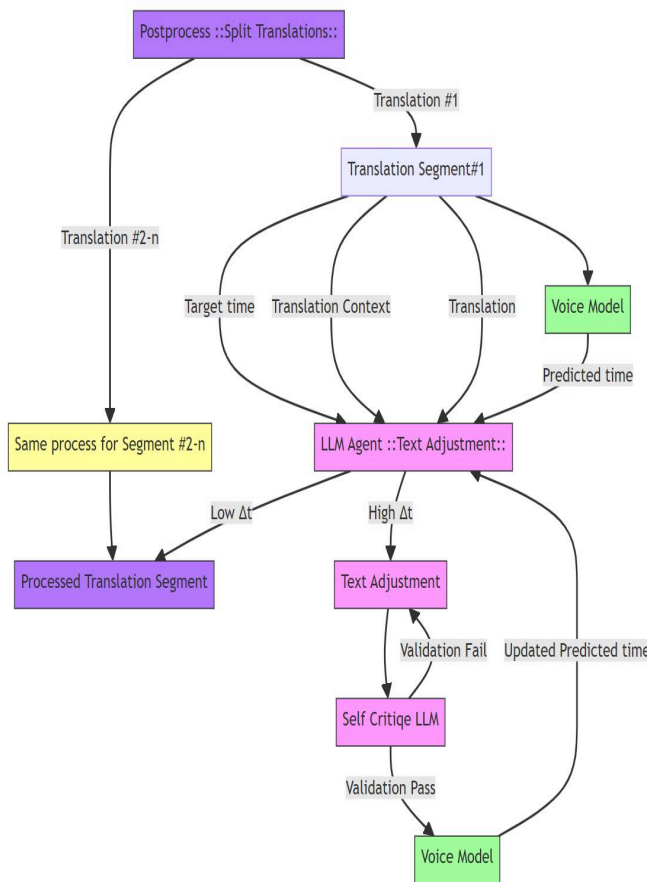 Postprocess ::Split Translations::
Translation #1
Translation Segment#1
Translation #2-n
Target time
Translation Context
Translation
Voice Model
Predicted time
Same process for Segment #2-n
LLM Agent ::Text Adjustment::
Low Δt
High Δt
Processed Translation Segment
Text Adjustment
Validation Fail
Updated Predicted time
Self Critiqe LLM
Validation Pass
Voice Model